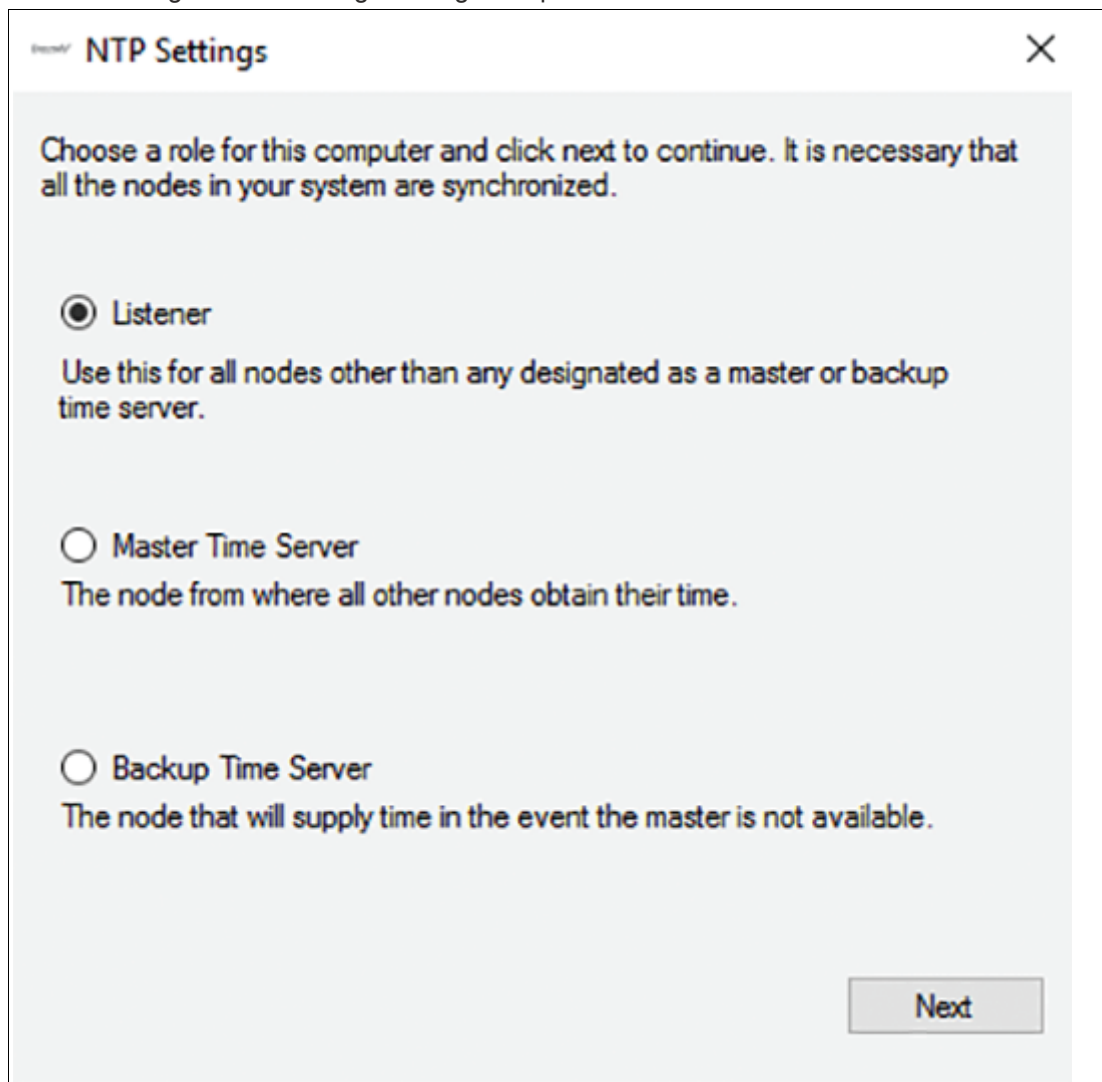 NTP Settings
Choose a role for this computer and click next to continue. It is necessary that
all the nodes in your system are synchronized.
Listener
Use this for all nodes other than any designated as a master or backup
time server.
Master Time Server
The node from where all other nodes obtain their time.
Backup Time Server
The node that will supply time in the event the master is not available.
Next